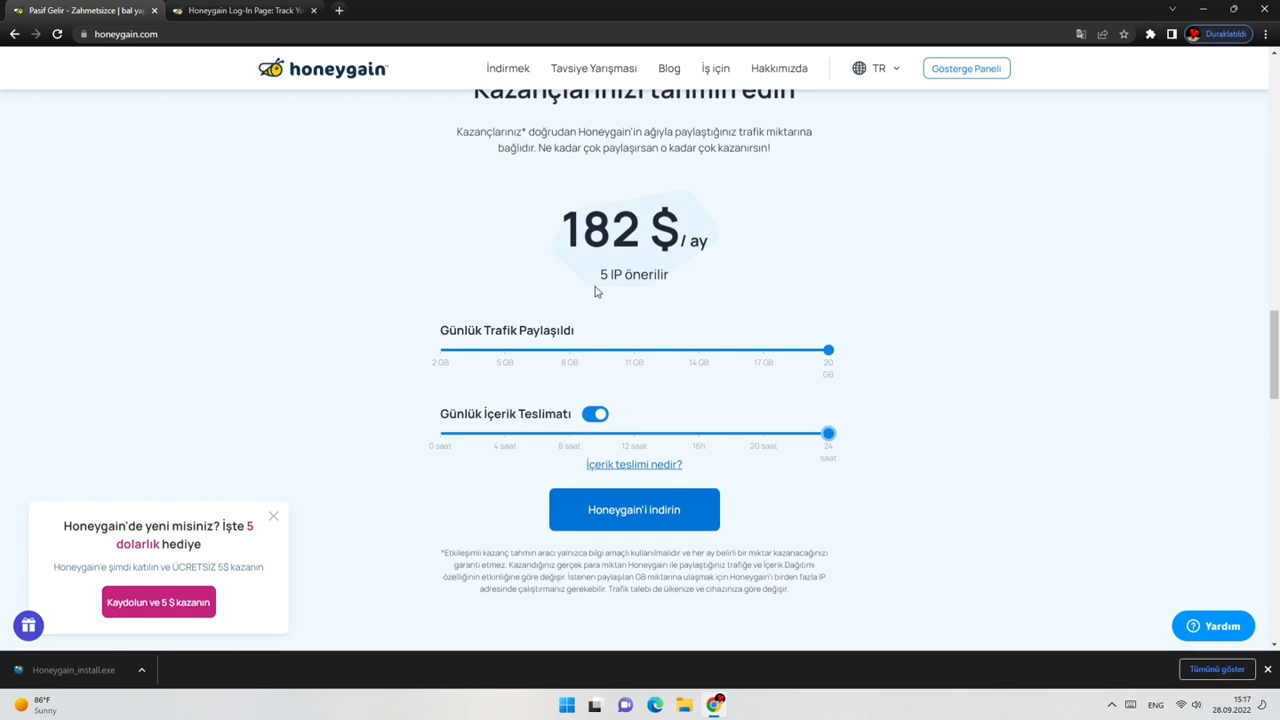 Pasif Gelir - Zahmetsizce | bal ya
Honeygain Log-In Page: Track Yo
honeygain.com
Duraklatıldı
honeygain
İndirmek
Tavsiye Yarışması
Blog
İş için
Hakkımızda
TR
Gösterge Paneli
Kazançlarınızı tahmin edin
Kazançlarınız* doğrudan Honeygain'in ağıyla paylaştığınız trafik miktarına
bağlıdır. Ne kadar çok paylaşırsan o kadar çok kazanırsın!
182 $/ ay
5 IP önerilir
Günlük Trafik Paylaşıldı
2 GB 5 GB 8 GB 11 GB 14 GB 17 GB 20
GB
Günlük İçerik Teslimatı
0 saat 4 saat 8 saat 12 saat 16h 20 saat 24
saat
İçerik teslimi nedir?
Honeygain'i indirin
*Etkileşimli kazanç tahmin aracı yalnızca bilgi amaçlı kullanılmalıdır ve her ay belirli bir miktar kazanacağınızı
garanti etmez. Kazandığınız gerçek para miktarı Honeygain ile paylaştığınız trafiğe ve İçerik Dağıtımı
özelliğinin etkinliğine göre değişir. İstenen paylaşılan GB miktarına ulaşmak için Honeygain'i birden fazla IP
adresinde çalıştırmanız gerekebilir. Trafik talebi de ülkenize ve cihazınıza göre değişir.
Honeygain'de yeni misiniz? İşte 5
dolarlık hediye
Honeygain'e şimdi katılın ve ÜCRETSİZ 5$ kazanın
Kaydolun ve 5 $ kazanın
Yardım
Honeygain_install.exe
Tümünü göster
86°F
Sunny
ENG
15:17
28.09.2022